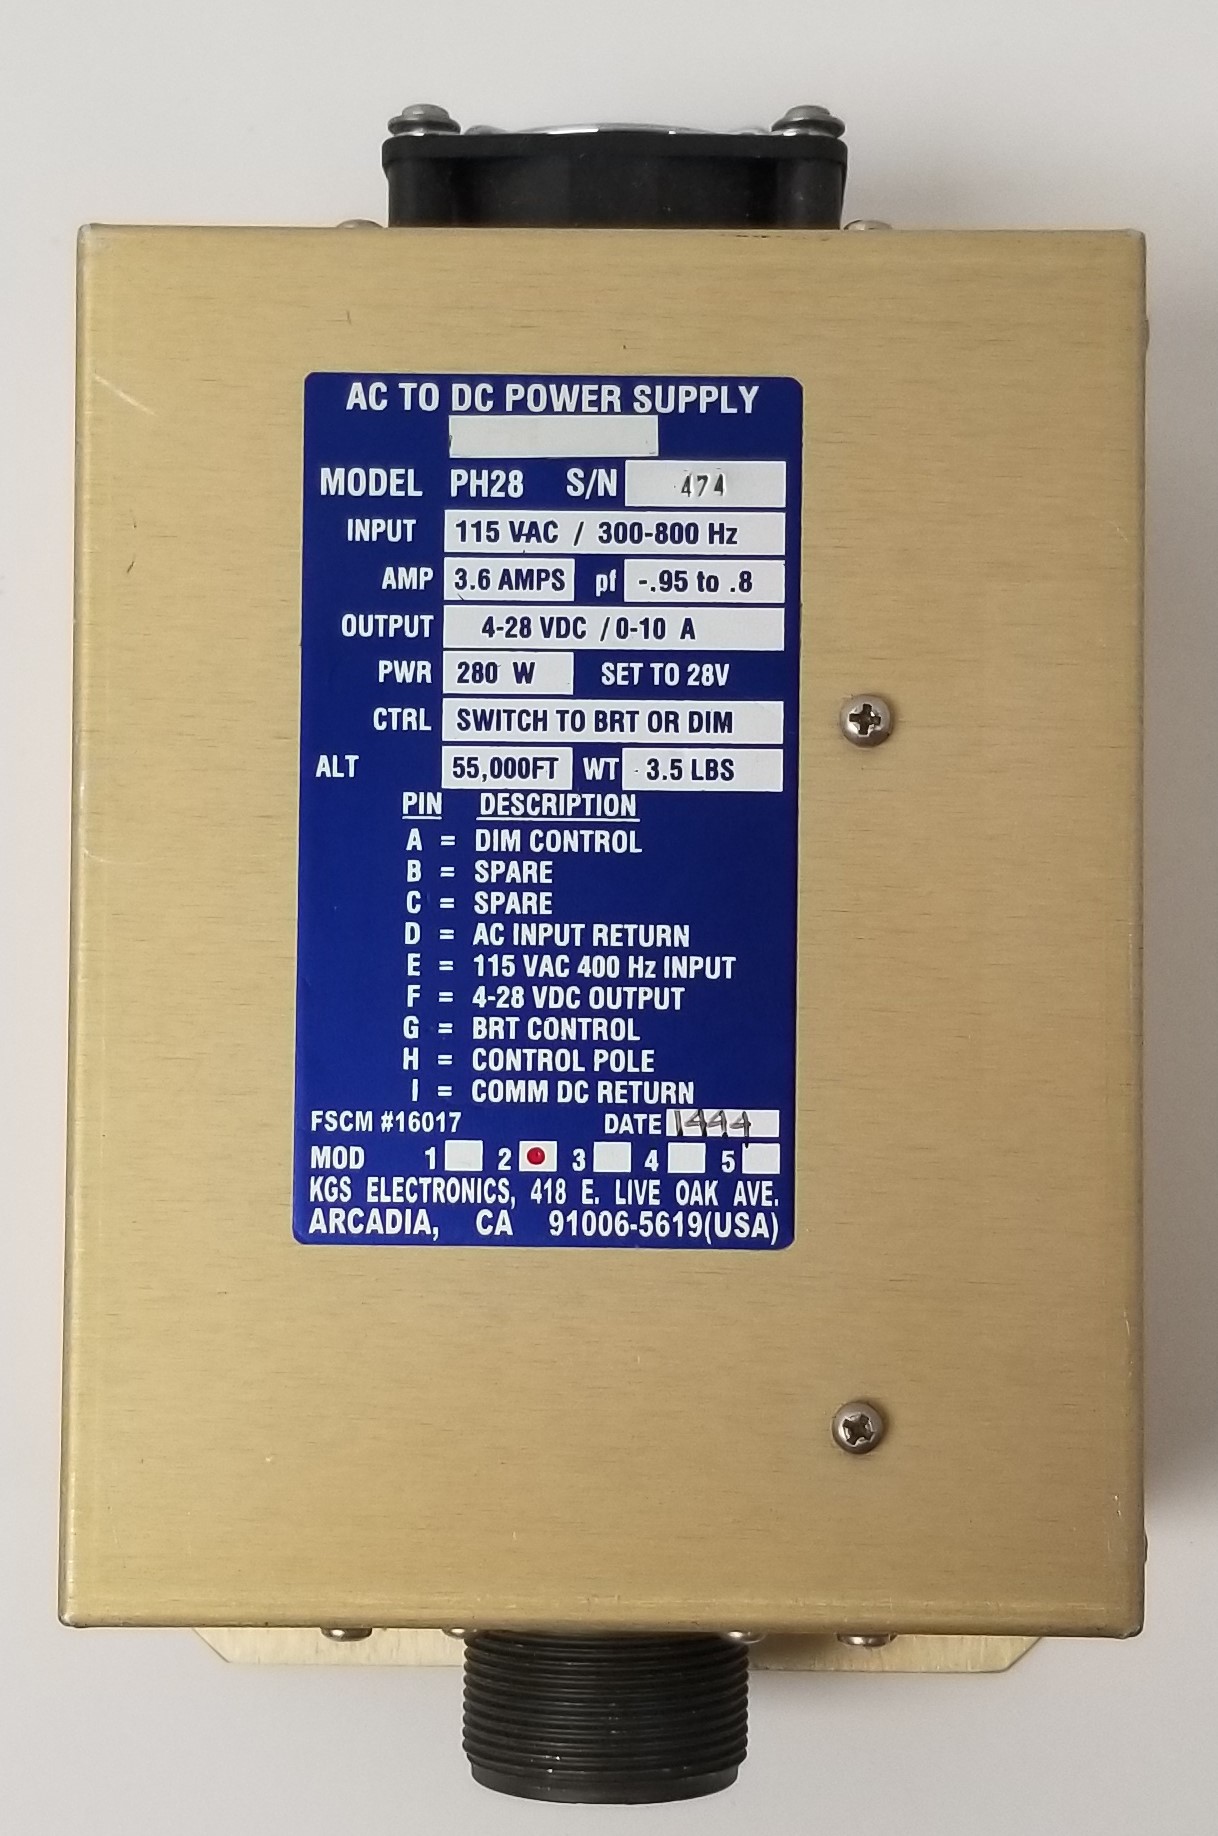 AC TO DC POWER SUPPLY
MODEL PH28 S/N 474
INPUT 115 VAC / 300-800 Hz
AMP 3.6 AMPS pf -.95 to .8
OUTPUT 4-28 VDC / 0-10 A
PWR 280 W SET TO 28V
CTRL SWITCH TO BRT OR DIM
ALT 55,000FT WT 3.5 LBS
PIN DESCRIPTION
A = DIM CONTROL
B = SPARE
C = SPARE
D = AC INPUT RETURN
E = 115 VAC 400 Hz INPUT
F = 4-28 VDC OUTPUT
G = BRT CONTROL
H = CONTROL POLE
I = COMM DC RETURN
FSCM #16017 DATE 1444
MOD 1 2 3 4 5
KGS ELECTRONICS, 418 E. LIVE OAK AVE.
ARCADIA, CA 91006-5619(USA)